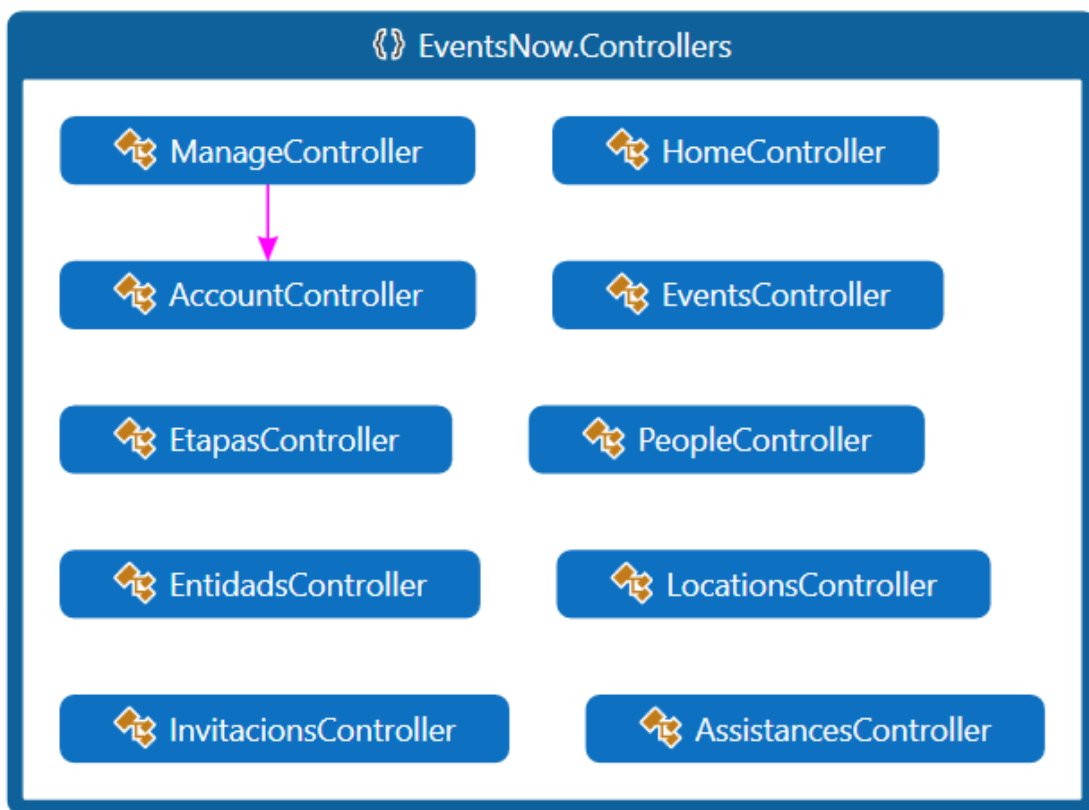 EventsNow.Controllers
ManageController
HomeController
AccountController
EventsController
EtapasController
PeopleController
EntidadsController
LocationsController
InvitacionsController
AssistancesController